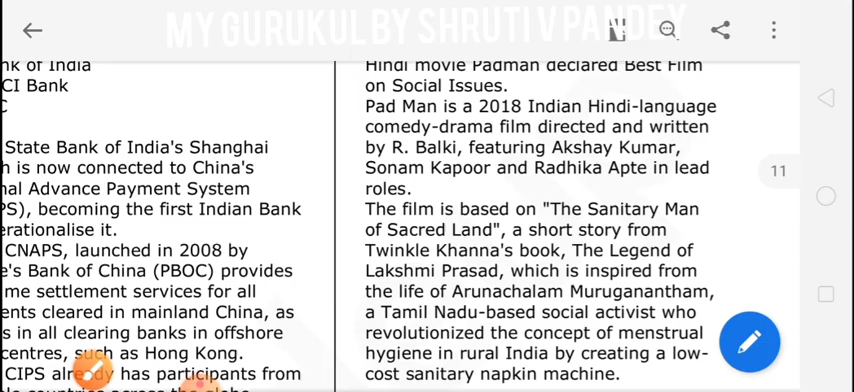 MY GURUKUL BY SHRUTI V PANDEY
nk of India
CI Bank
C
State Bank of India's Shanghai
h is now connected to China's
nal Advance Payment System
PS), becoming the first Indian Bank
erationalise it.
CNAPS, launched in 2008 by
e's Bank of China (PBOC) provides
me settlement services for all
ents cleared in mainland China, as
s in all clearing banks in offshore
centres, such as Hong Kong.
CIPS already has participants from
Hindi movie Padman declared Best Film
on Social Issues.
Pad Man is a 2018 Indian Hindi-language
comedy-drama film directed and written
by R. Balki, featuring Akshay Kumar,
Sonam Kapoor and Radhika Apte in lead
roles.
The film is based on "The Sanitary Man
of Sacred Land", a short story from
Twinkle Khanna's book, The Legend of
Lakshmi Prasad, which is inspired from
the life of Arunachalam Muruganantham,
a Tamil Nadu-based social activist who
revolutionized the concept of menstrual
hygiene in rural India by creating a low-
cost sanitary napkin machine.
11